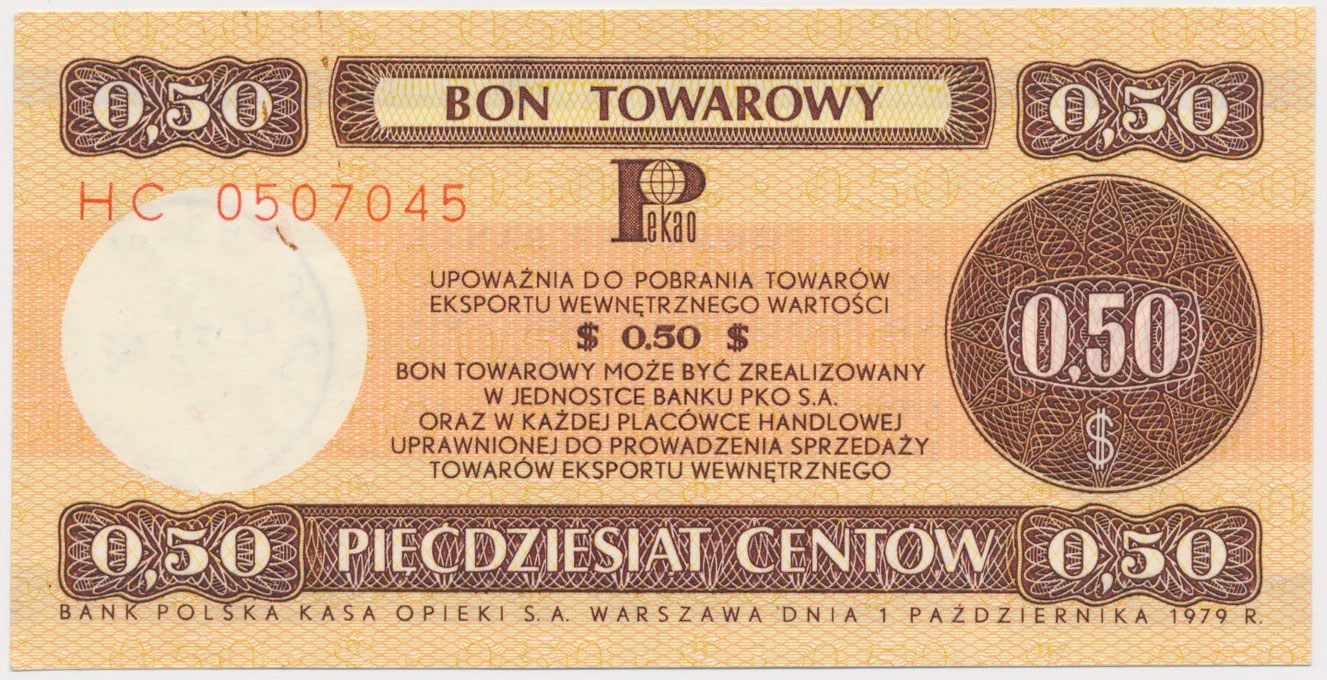 0,50 BON TOWAROWY 0,50
HC 0507045
Pekao
UPOWAŻNIA DO POBRANIA TOWARÓW
EKSPORTU WEWNĘTRZNEGO WARTOŚCI
$ 0.50 $
BON TOWAROWY MOŻE BYĆ ZREALIZOWANY
W JEDNOSTCE BANKU PKO S.A.
ORAZ W KAŻDEJ PLACÓWCE HANDLOWEJ
UPRAWNIONEJ DO PROWADZENIA SPRZEDAŻY
TOWARÓW EKSPORTU WEWNĘTRZNEGO
0,50
$
0,50 PIĘĆDZIESIĄT CENTÓW 0,50
BANK POLSKA KASA OPIEKI S.A. WARSZAWA DNIA 1 PAŹDZIERNIKA 1979 R.